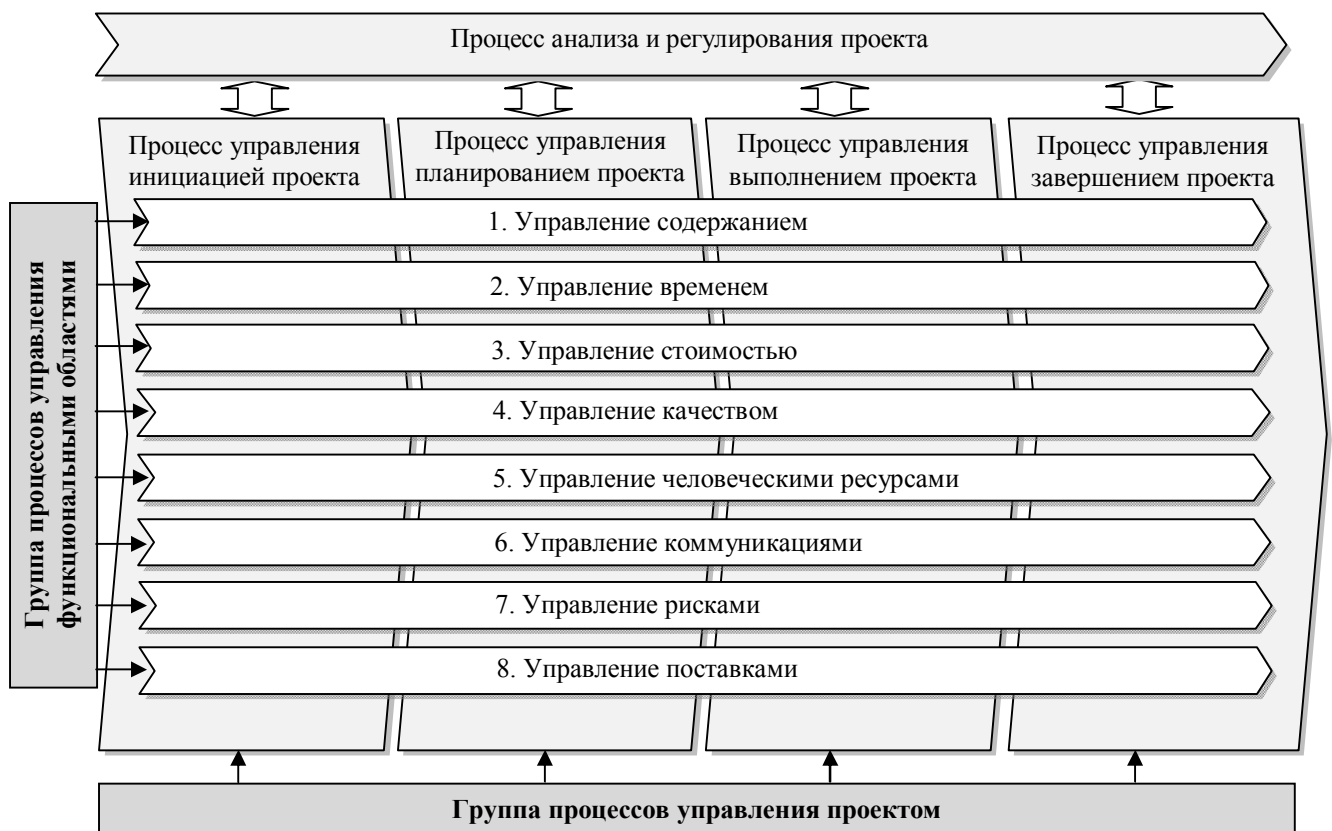 Процесс анализа и регулирования проекта
Процесс управления
инициацией проекта
Процесс управления
планированием проекта
Процесс управления
выполнением проекта
Процесс управления
завершением проекта
Группа процессов управления
функциональными областями
1. Управление содержанием
2. Управление временем
3. Управление стоимостью
4. Управление качеством
5. Управление человеческими ресурсами
6. Управление коммуникациями
7. Управление рисками
8. Управление поставками
Группа процессов управления проектом